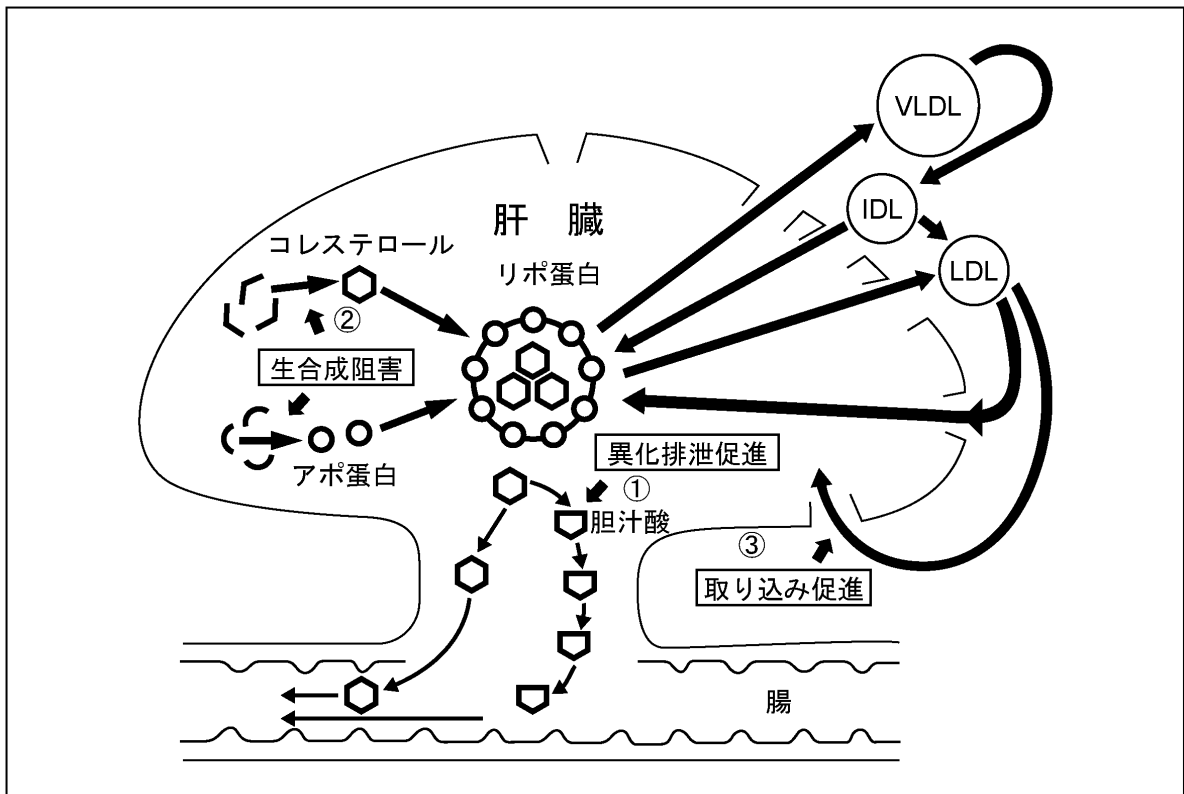 VLDL
IDL
LDL
肝 臓
コレステロール
リポ蛋白
②
生合成阻害
アポ蛋白
異化排泄促進
①
胆汁酸
③
取り込み促進
腸